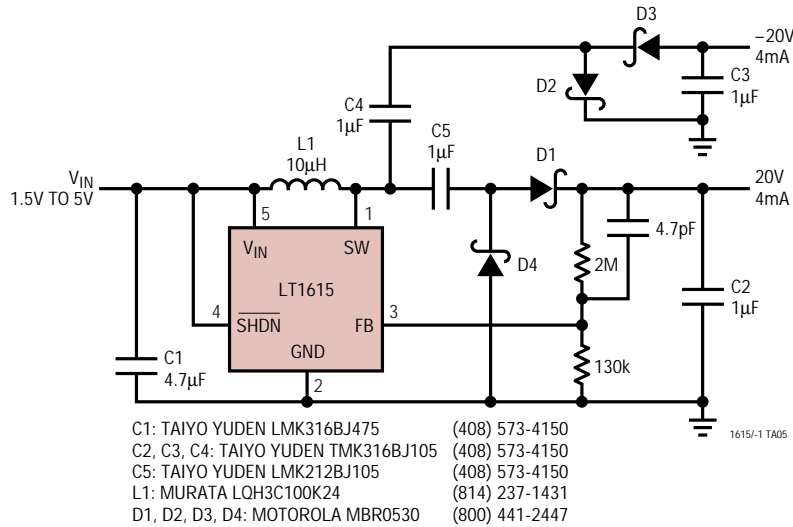 D3
–20V
4mA
D2
C3
1µF
C4
1µF
C5
1µF
L1
10µH
D1
VIN
1.5V TO 5V
20V
4mA
5
1
4.7pF
VIN
SW
D4
2M
LT1615
C2
1µF
4
SHDN
FB
3
GND
130k
C1
4.7µF
2
C1: TAIYO YUDEN LMK316BJ475 (408) 573-4150
C2, C3, C4: TAIYO YUDEN TMK316BJ105 (408) 573-4150
C5: TAIYO YUDEN LMK212BJ105 (408) 573-4150
L1: MURATA LQH3C100K24 (814) 237-1431
D1, D2, D3, D4: MOTOROLA MBR0530 (800) 441-2447
1615/-1 TA05